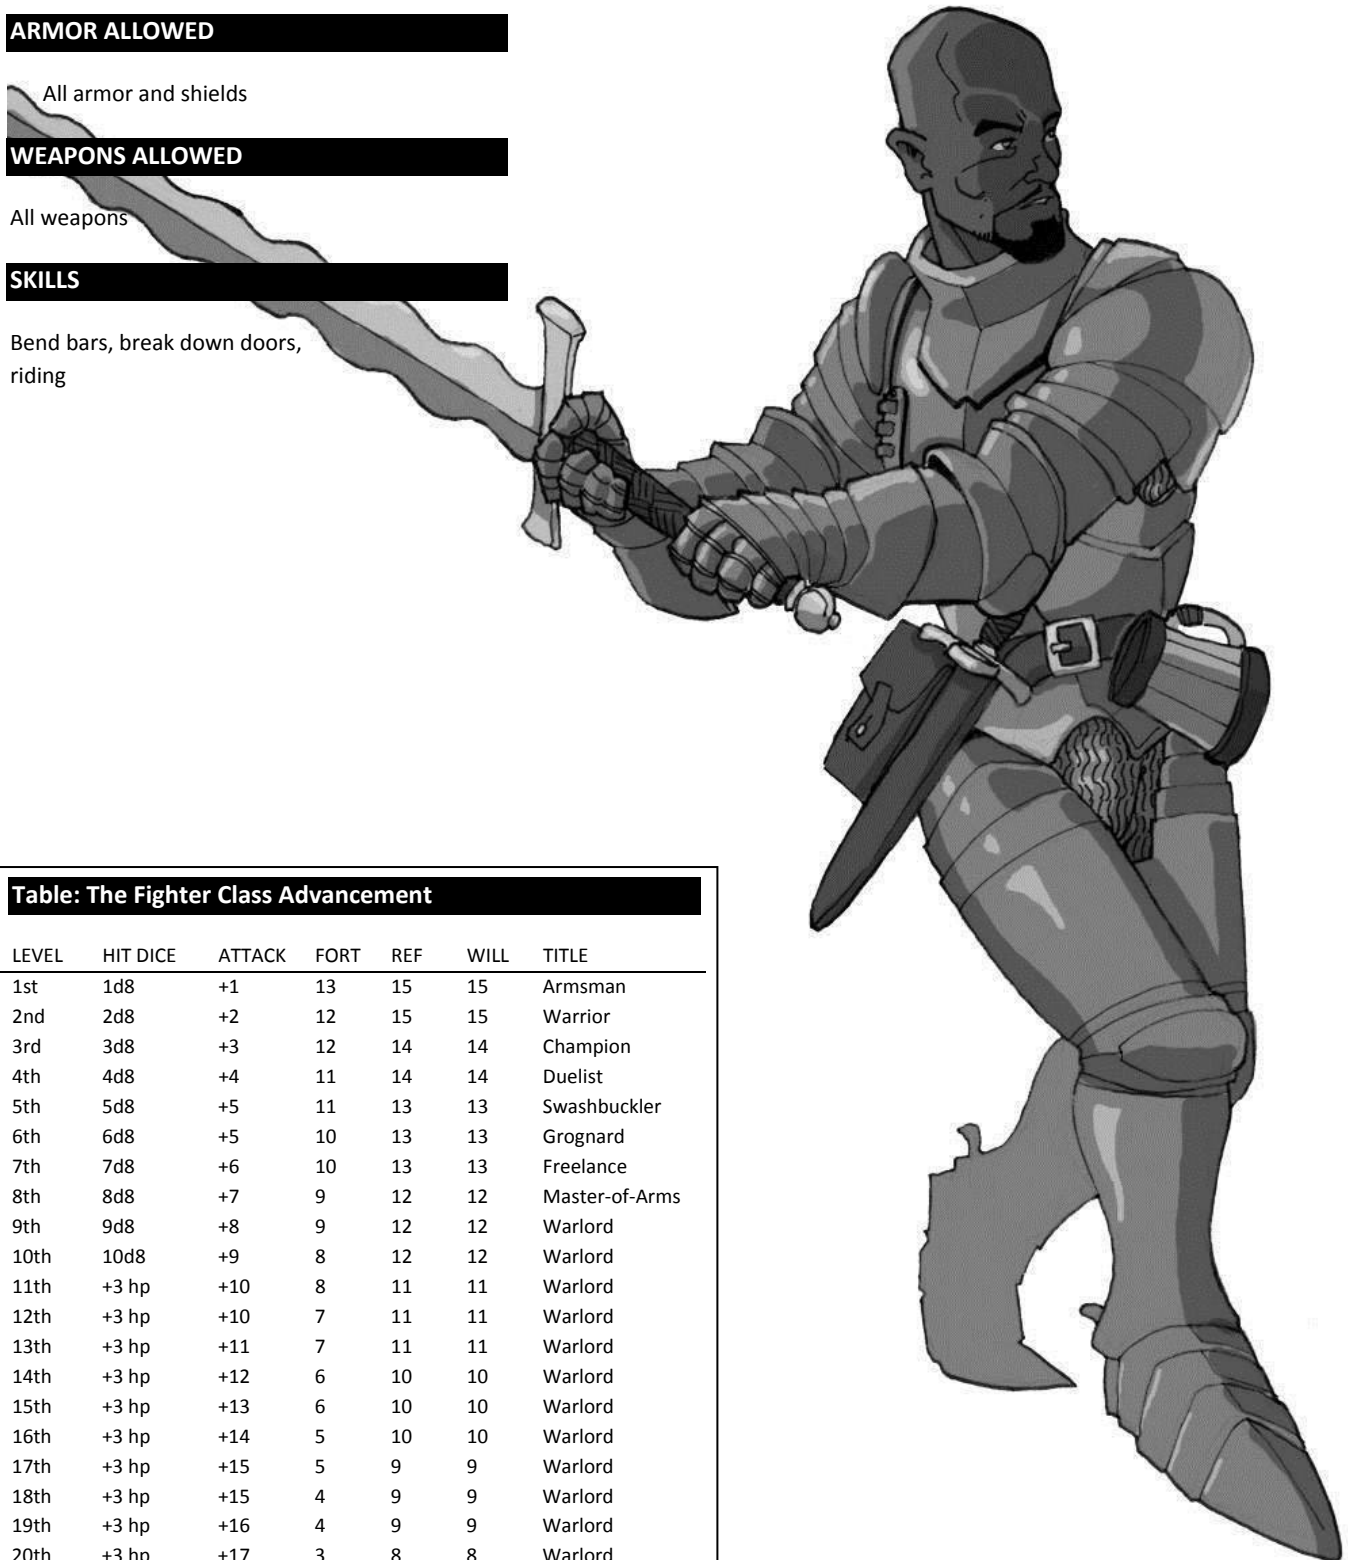 ARMOR ALLOWED
All armor and shields
WEAPONS ALLOWED
All weapons
SKILLS
Bend bars, break down doors,
riding
Table: The Fighter Class Advancement
LEVEL HIT DICE ATTACK FORT REF WILL TITLE
1st 1d8 +1 13 15 15 Armsman
2nd 2d8 +2 12 15 15 Warrior
3rd 3d8 +3 12 14 14 Champion
4th 4d8 +4 11 14 14 Duelist
5th 5d8 +5 11 13 13 Swashbuckler
6th 6d8 +5 10 13 13 Grognard
7th 7d8 +6 10 13 13 Freelance
8th 8d8 +7 9 12 12 Master-of-Arms
9th 9d8 +8 9 12 12 Warlord
10th 10d8 +9 8 12 12 Warlord
11th +3 hp +10 8 11 11 Warlord
12th +3 hp +10 7 11 11 Warlord
13th +3 hp +11 7 11 11 Warlord
14th +3 hp +12 6 10 10 Warlord
15th +3 hp +13 6 10 10 Warlord
16th +3 hp +14 5 10 10 Warlord
17th +3 hp +15 5 9 9 Warlord
18th +3 hp +15 4 9 9 Warlord
19th +3 hp +16 4 9 9 Warlord
20th +3 hp +17 3 8 8 Warlord